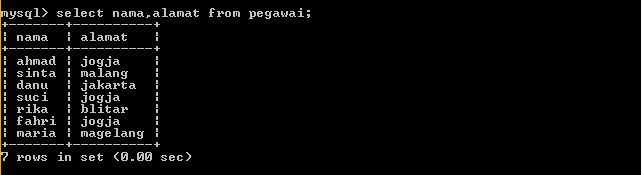 mysql> select nama,alamat from pegawai;
+-------+----------+
¦ nama  ¦ alamat   ¦
+-------+----------+
¦ ahmad ¦ jogja    ¦
¦ sinta ¦ malang   ¦
¦ danu  ¦ jakarta  ¦
¦ suci  ¦ jogja    ¦
¦ rika  ¦ blitar   ¦
¦ fahri ¦ jogja    ¦
¦ maria ¦ magelang ¦
+-------+----------+
7 rows in set (0.00 sec)